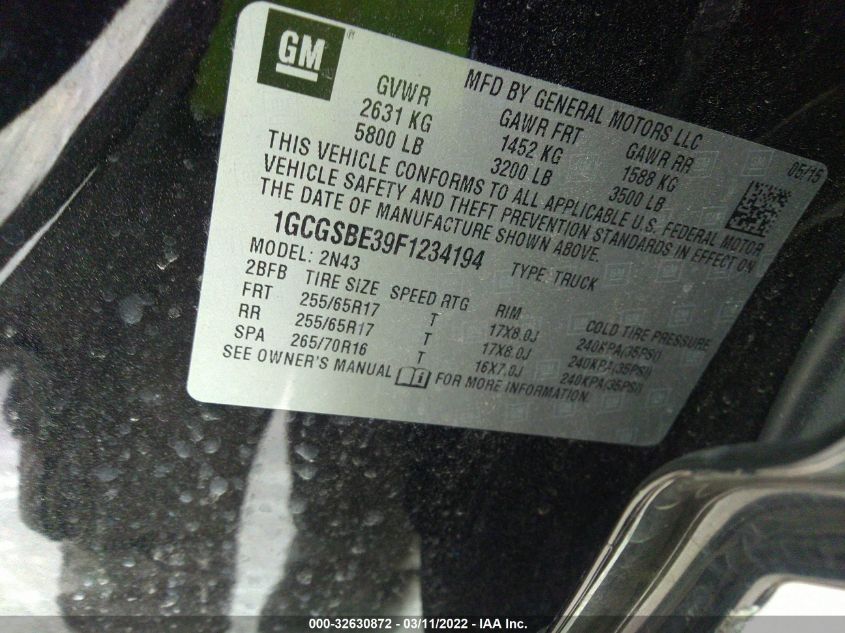 GM
MFD BY GENERAL MOTORS LLC
05/15
GVWR GAWR FRT GAWR RR
2631 KG 1452 KG 1588 KG
5800 LB 3200 LB 3500 LB
THIS VEHICLE CONFORMS TO ALL APPLICABLE U.S. FEDERAL MOTOR
VEHICLE SAFETY AND THEFT PREVENTION STANDARDS IN EFFECT ON
THE DATE OF MANUFACTURE SHOWN ABOVE.
1GCGSBE39F1234194 TYPE TRUCK
MODEL: 2N43
2BFB TIRE SIZE SPEED RTG RIM COLD TIRE PRESSURE
FRT 255/65R17 T 17X8.0J 240KPA(35PSI)
RR 255/65R17 T 17X8.0J 240KPA(35PSI)
SPA 265/70R16 T 16X7.0J 240KPA(35PSI)
SEE OWNER'S MANUAL FOR MORE INFORMATION.
000-32630872 - 03/11/2022 - IAA Inc.